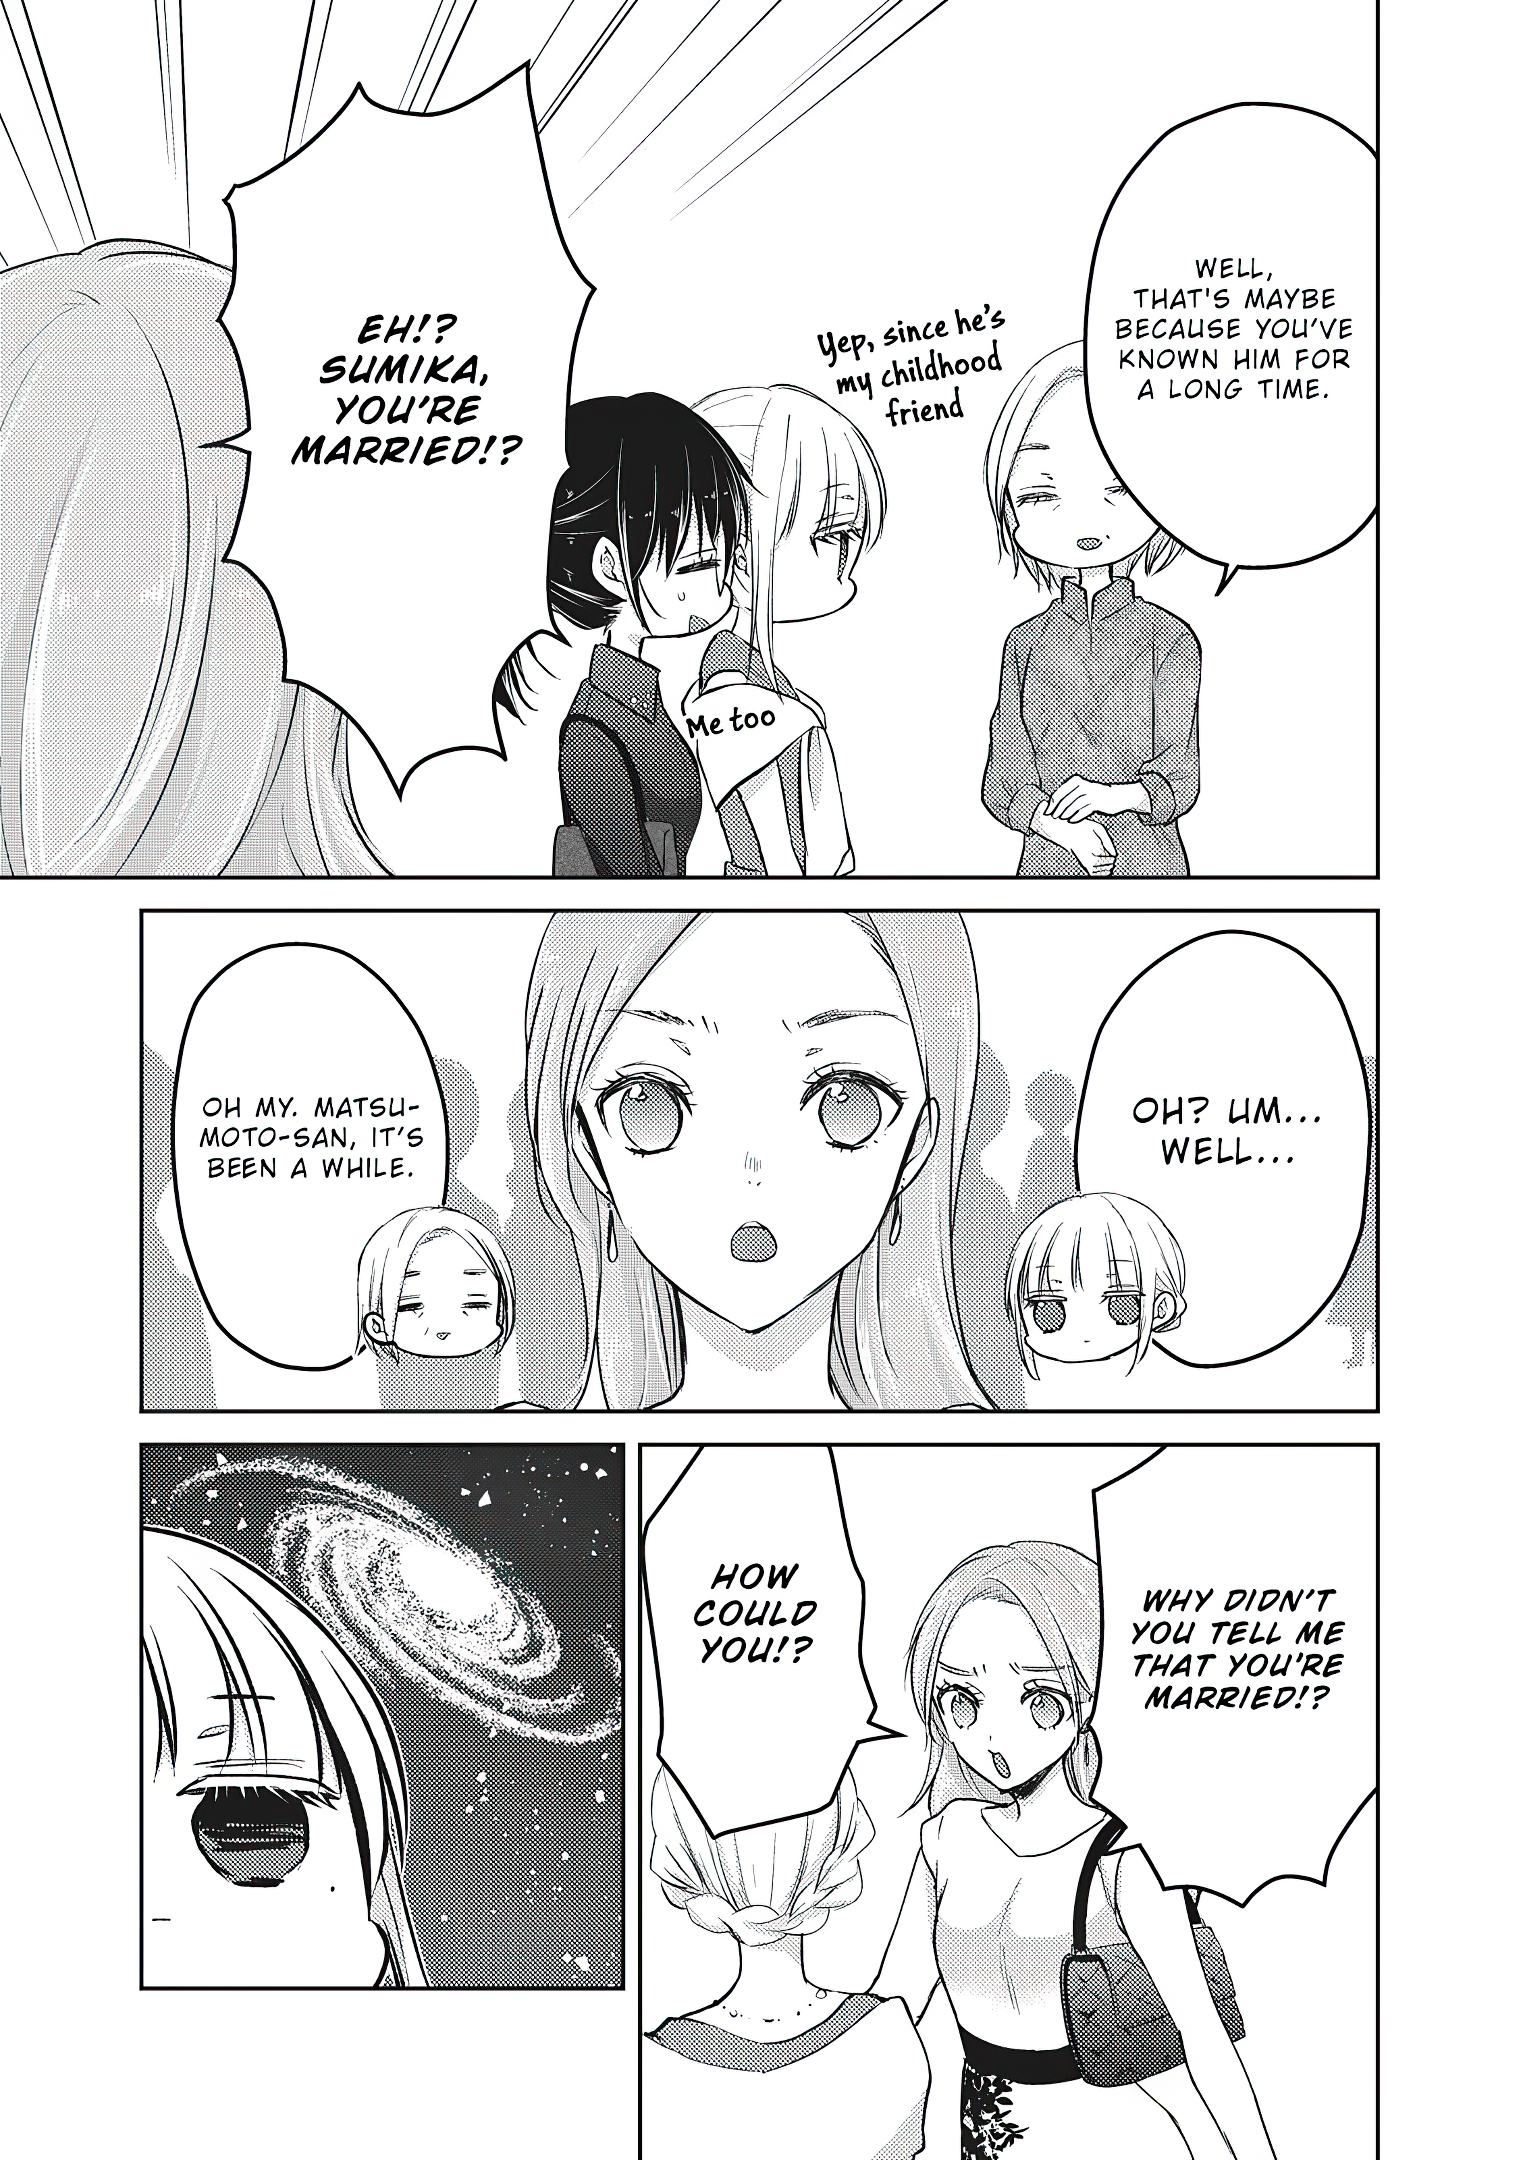 WELL,
THAT'S MAYBE
BECAUSE YOU'VE
KNOWN HIM FOR
A LONG TIME.
Yep, since he's
my childhood
friend
Me too
EH!?
SUMIKA,
YOU'RE
MARRIED!?
OH? UM...
WELL...
OH MY. MATSU-
MOTO-SAN, IT'S
BEEN A WHILE.
WHY DIDN'T
YOU TELL ME
THAT YOU'RE
MARRIED!?
HOW
COULD
YOU!?